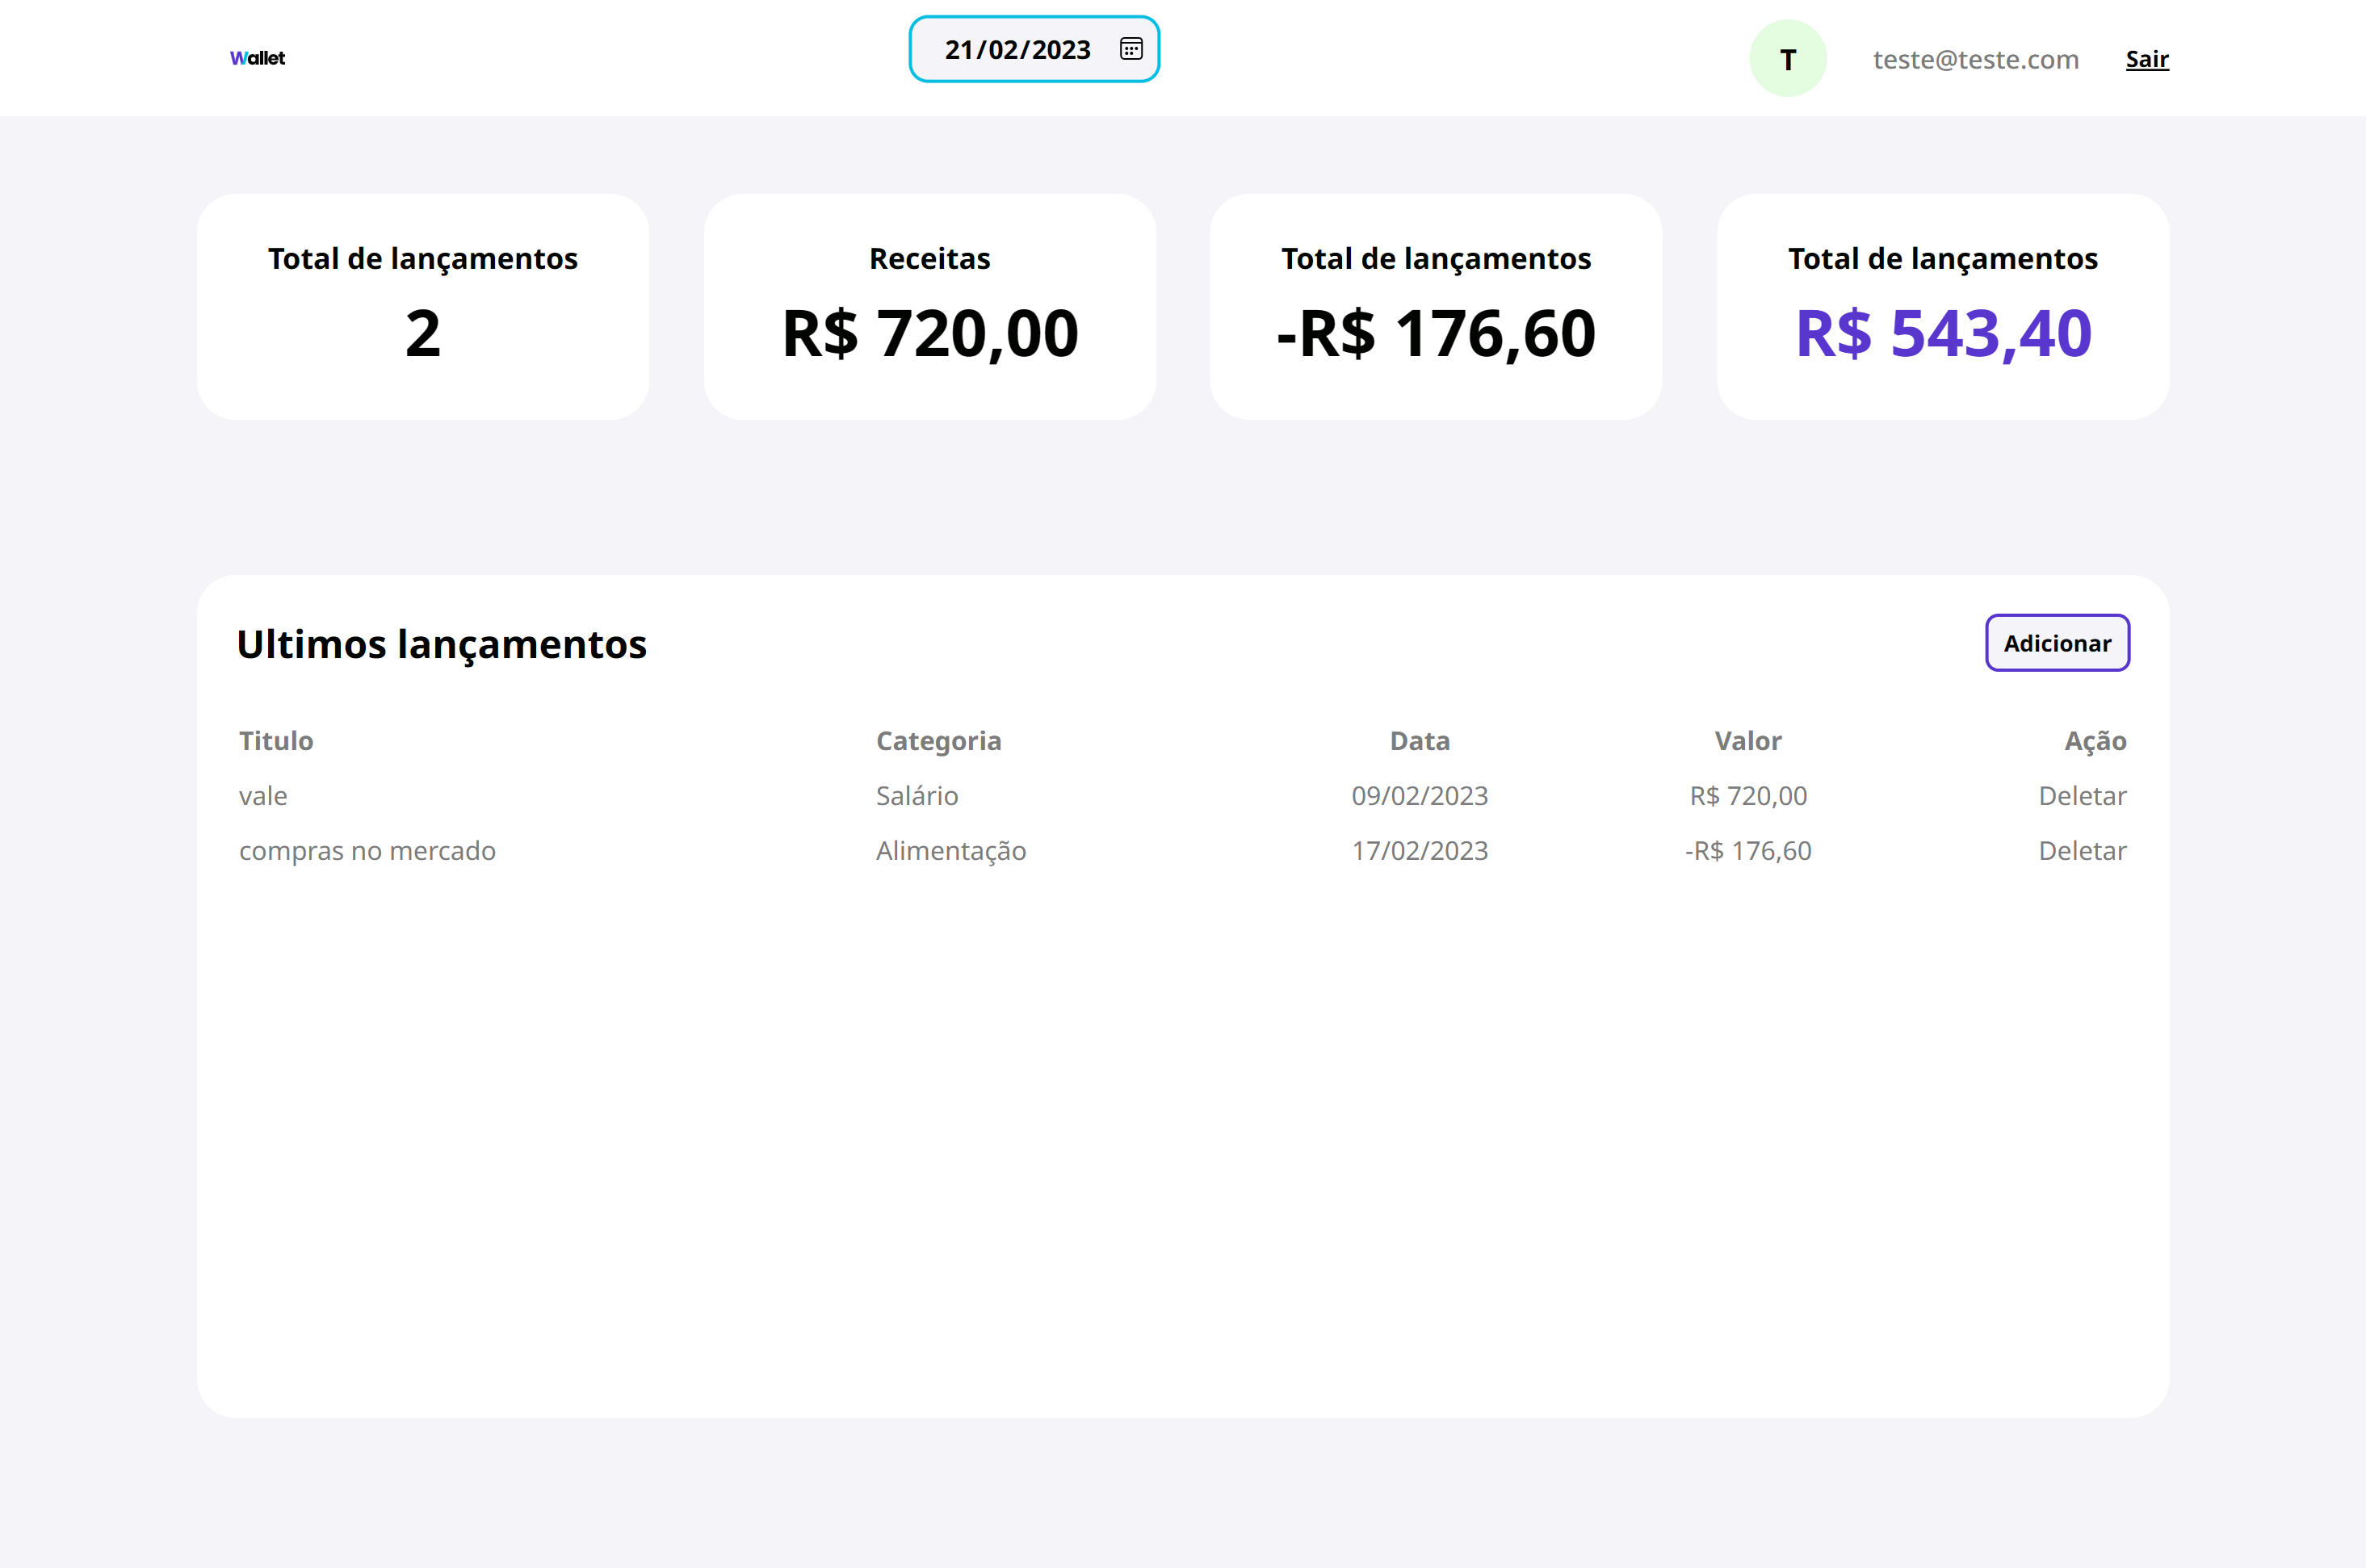 Wallet
21/02/2023
T
teste@teste.com
Sair
Total de lançamentos
2
Receitas
R$ 720,00
Total de lançamentos
-R$ 176,60
Total de lançamentos
R$ 543,40
Ultimos lançamentos
Adicionar
Titulo Categoria Data Valor Ação
vale Salário 09/02/2023 R$ 720,00 Deletar
compras no mercado Alimentação 17/02/2023 -R$ 176,60 Deletar